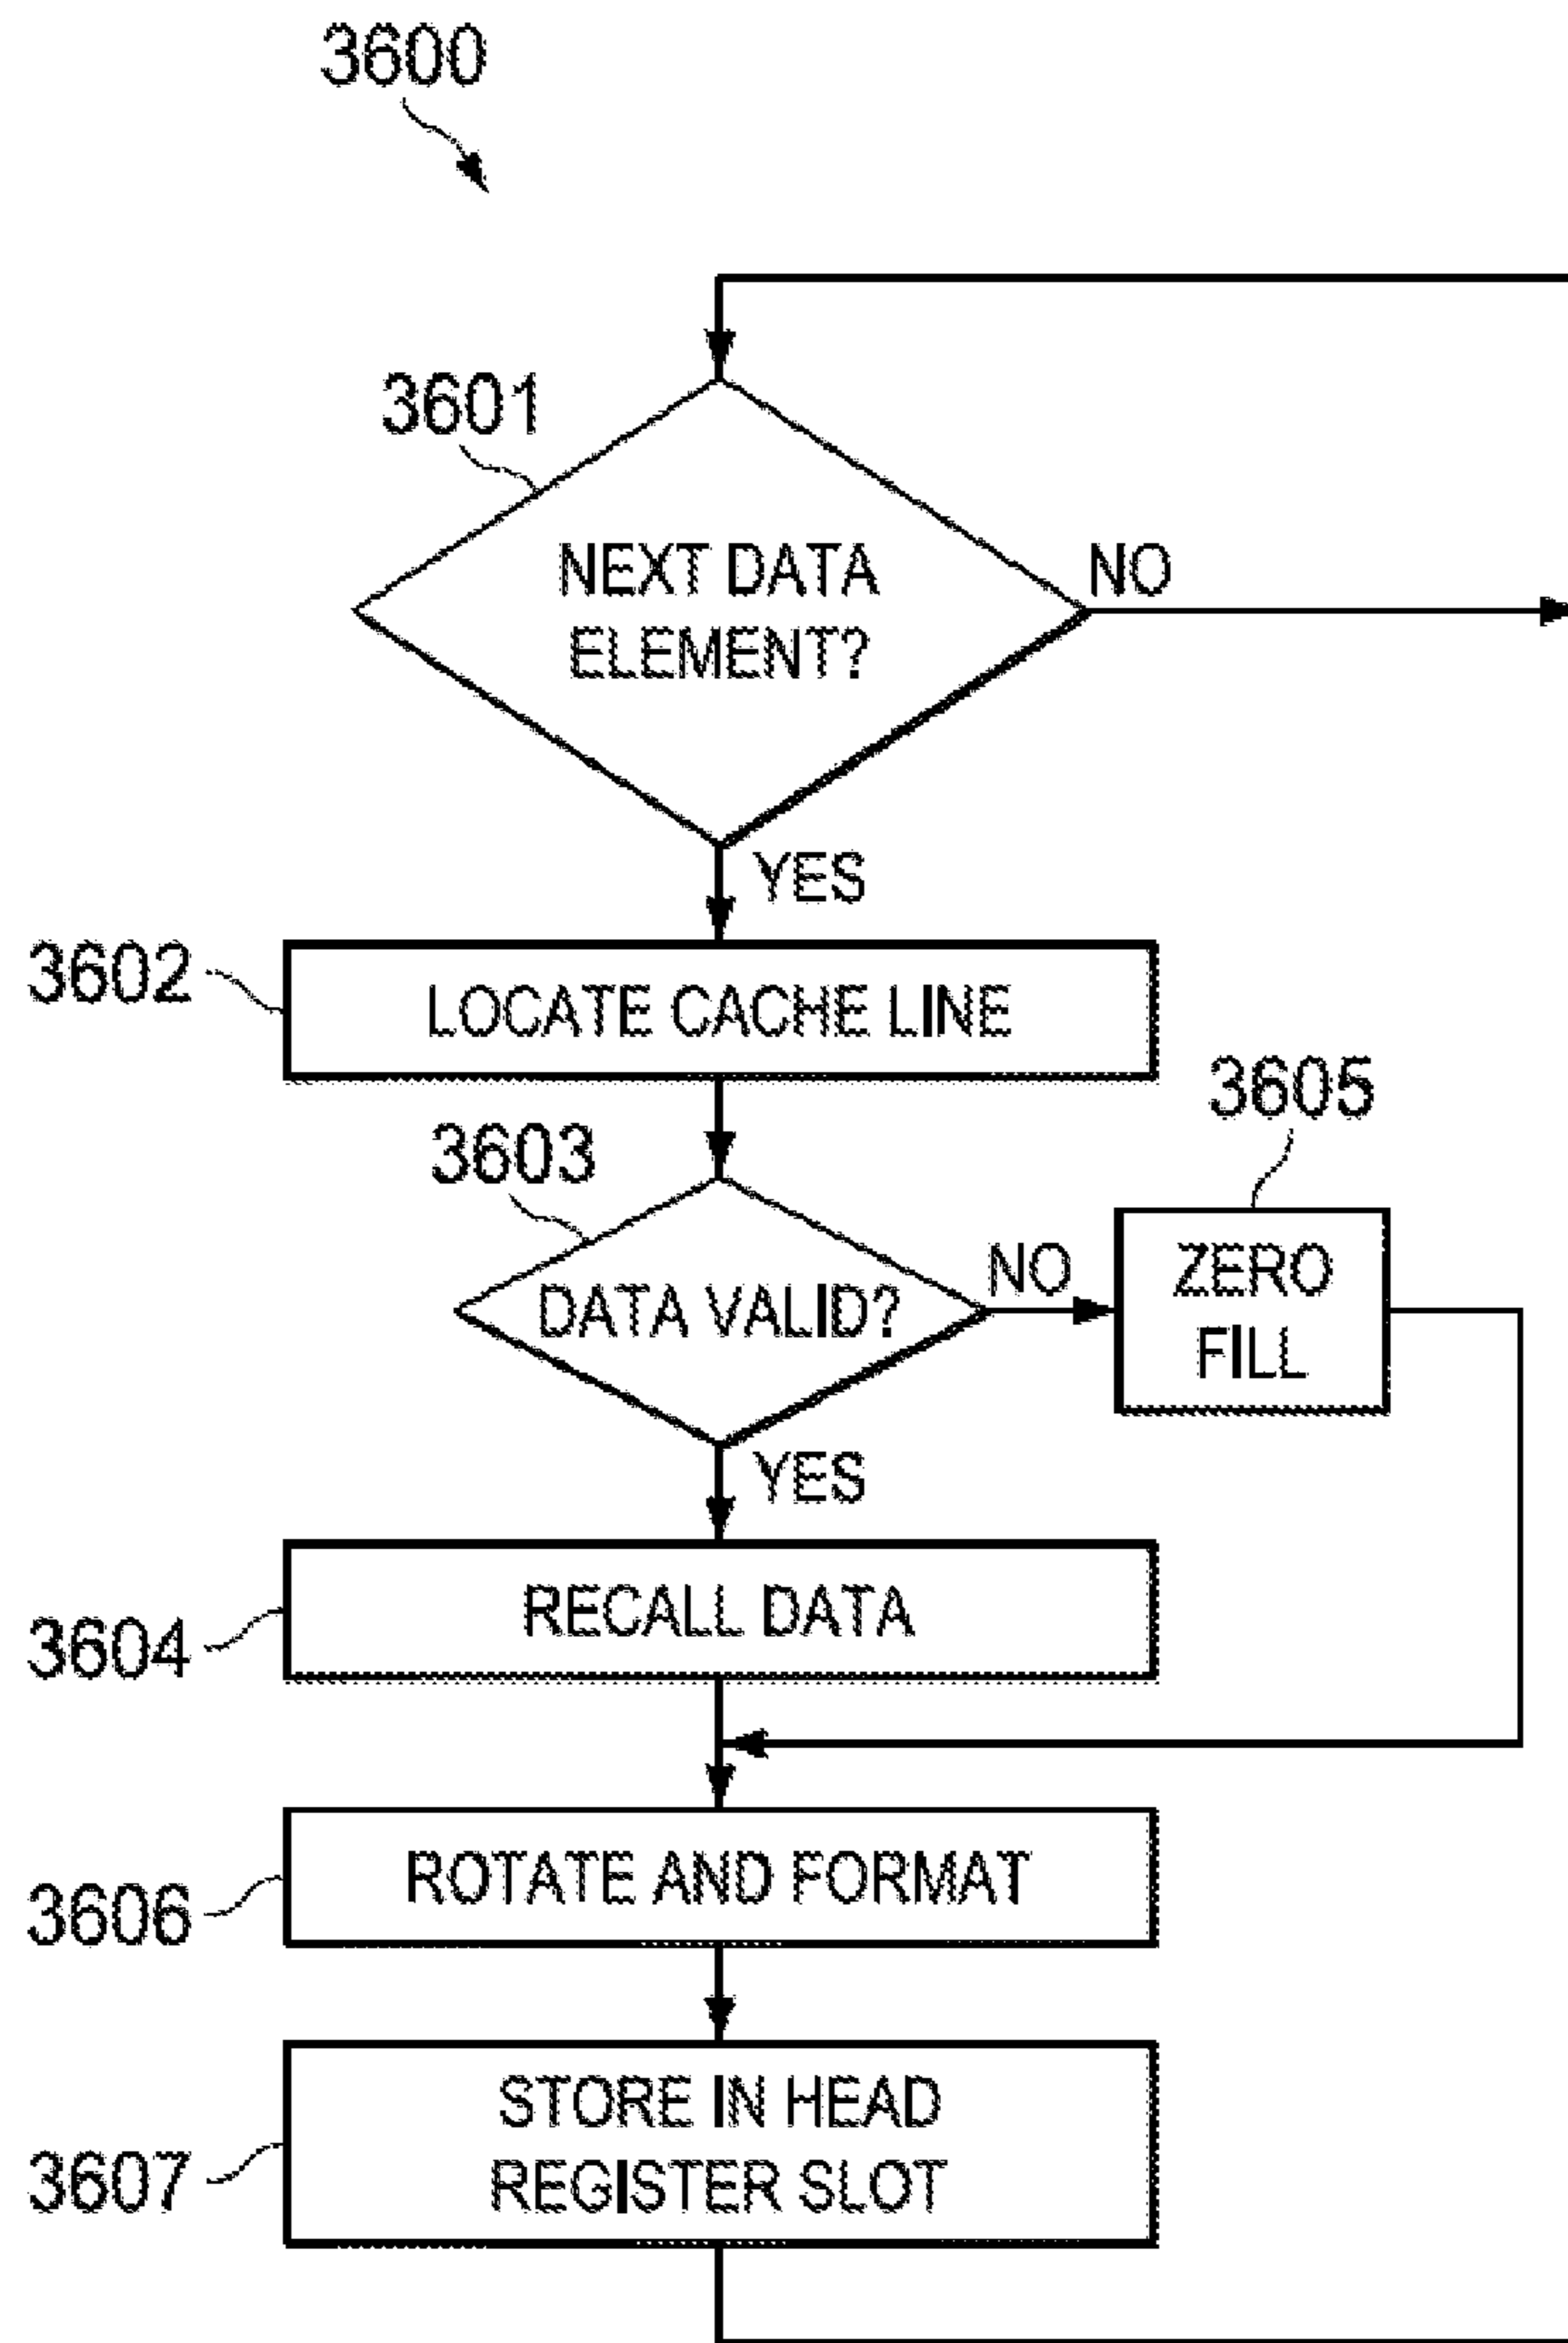 3600
3601
NEXT DATA
ELEMENT?
NO
YES
3602
LOCATE CACHE LINE
3603
3605
DATA VALID?
NO
ZERO
FILL
YES
3604
RECALL DATA
3606
ROTATE AND FORMAT
3607
STORE IN HEAD
REGISTER SLOT